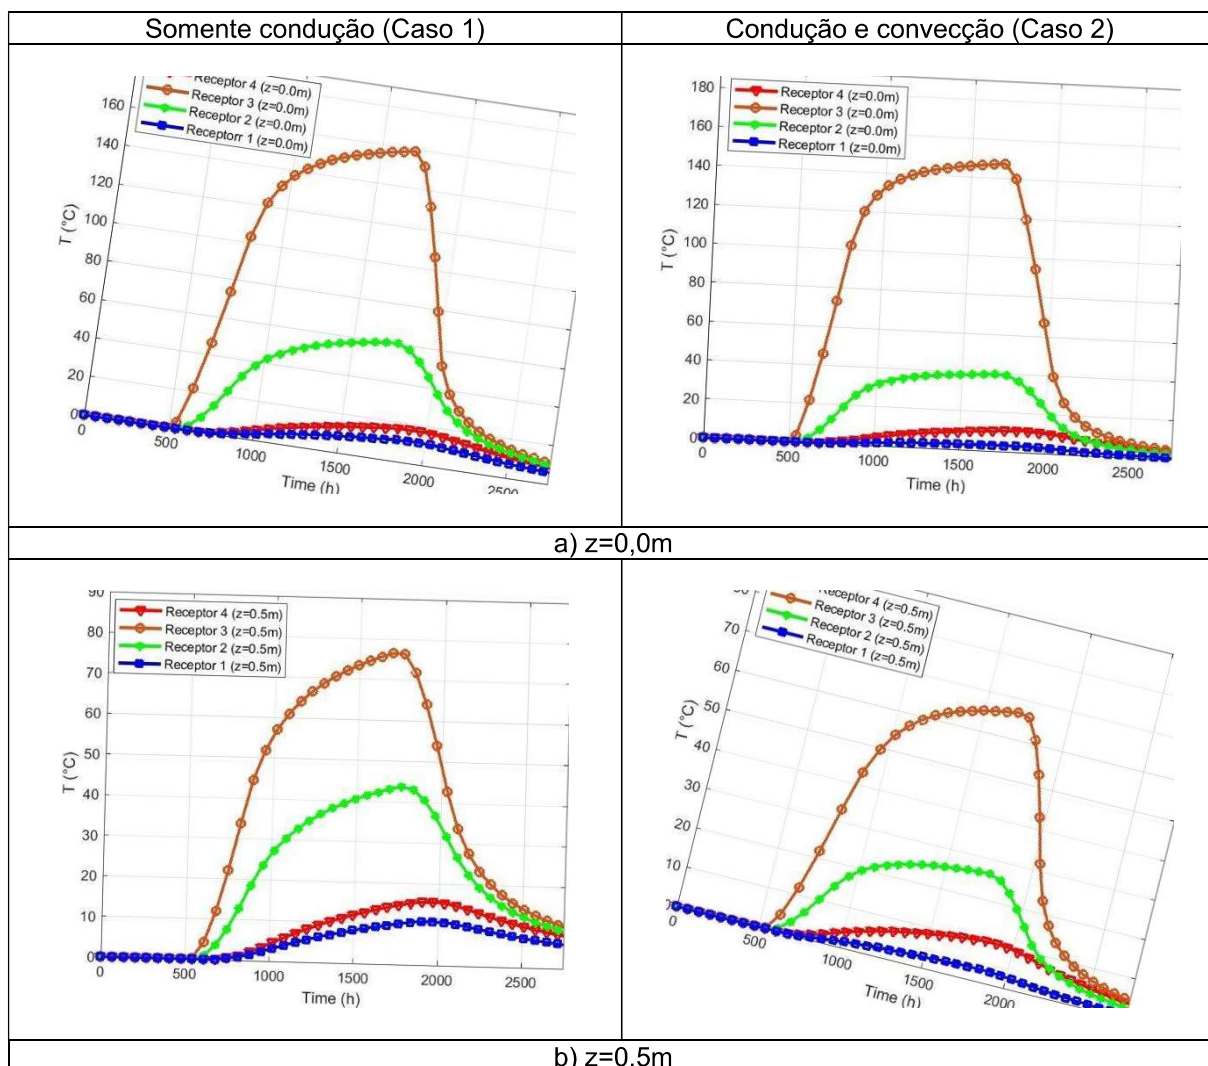 Somente condução (Caso 1)
Condução e convecção (Caso 2)
Receptor 4 (z=0.0m)
Receptor 3 (z=0.0m)
Receptor 2 (z=0.0m)
Receptorr 1 (z=0.0m)
160
140
120
100
80
60
40
20
0
T (°C)
0
500
1000
1500
2000
2500
Time (h)
Receptor 4 (z=0.0m)
Receptor 3 (z=0.0m)
Receptor 2 (z=0.0m)
Receptorr 1 (z=0.0m)
180
160
140
120
100
80
60
40
20
0
T (°C)
0
500
1000
1500
2000
2500
Time (h)
a) z=0,0m
Receptor 4 (z=0.5m)
Receptor 3 (z=0.5m)
Receptor 2 (z=0.5m)
Receptor 1 (z=0.5m)
90
80
70
60
50
40
30
20
10
0
T (°C)
0
500
1000
1500
2000
2500
Time (h)
Receptor 4 (z=0.5m)
Receptor 3 (z=0.5m)
Receptor 2 (z=0.5m)
Receptor 1 (z=0.5m)
70
60
50
40
30
20
10
0
T (°C)
0
500
1000
1500
2000
Time (h)
b) z=0.5m